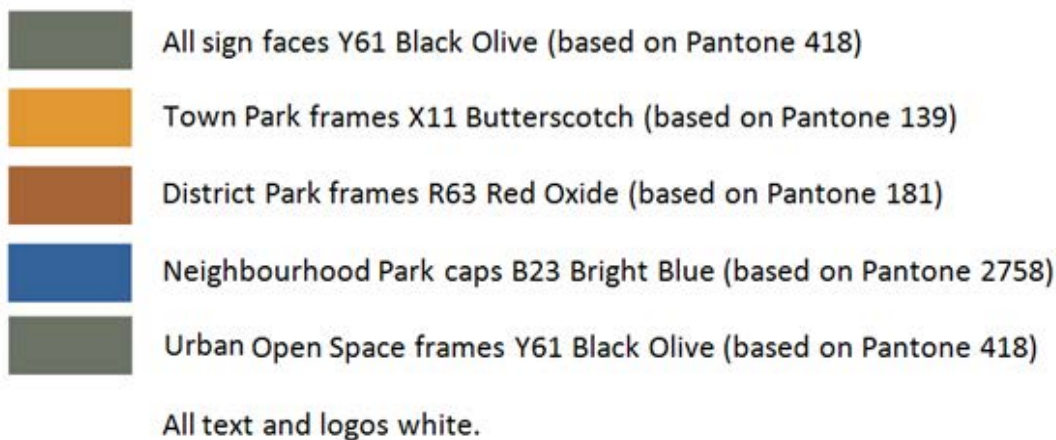 All sign faces Y61 Black Olive (based on Pantone 418)
Town Park frames X11 Butterscotch (based on Pantone 139)
District Park frames R63 Red Oxide (based on Pantone 181)
Neighbourhood Park caps B23 Bright Blue (based on Pantone 2758)
Urban Open Space frames Y61 Black Olive (based on Pantone 418)
All text and logos white.